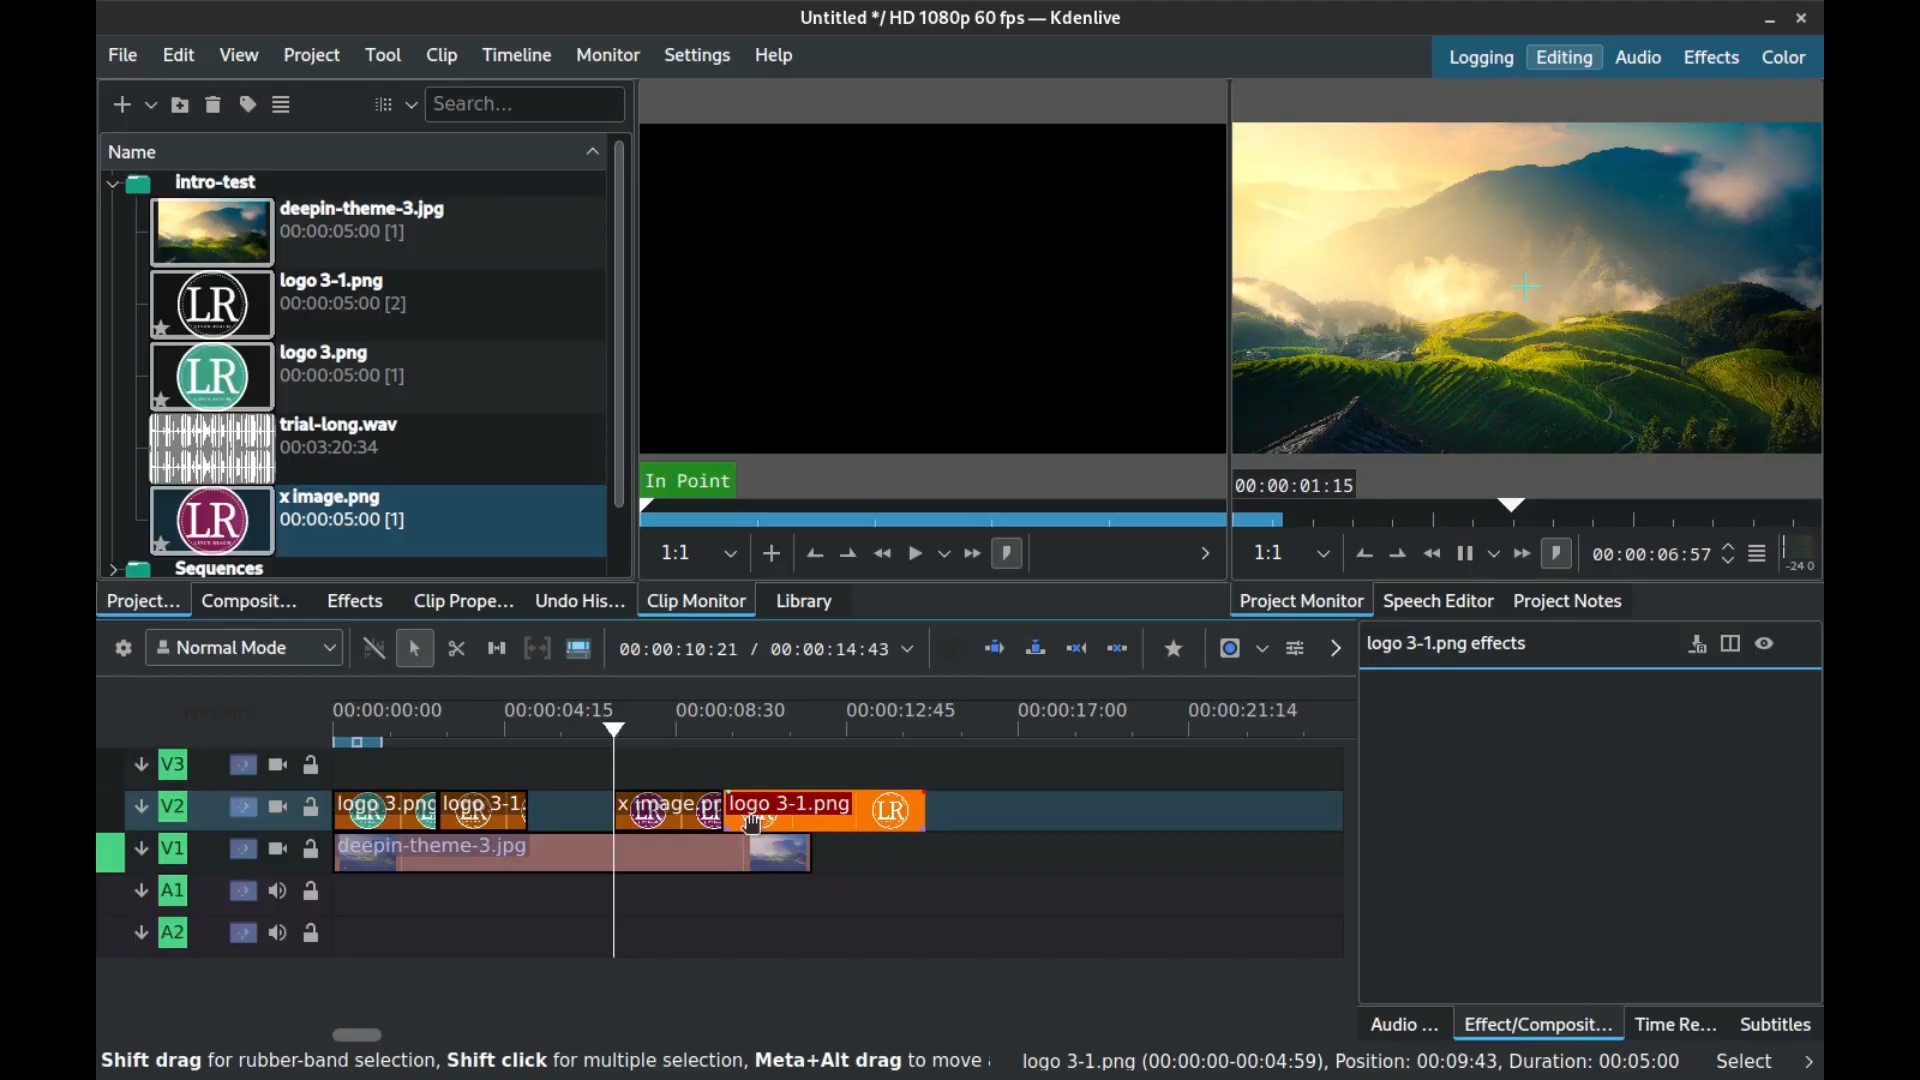 Untitled */ HD 1080p 60 fps — Kdenlive
File Edit View Project Tool Clip Timeline Monitor Settings Help
Logging Editing Audio Effects Color
Search...
Name
intro-test
deepin-theme-3.jpg
00:00:05:00 [1]
logo 3-1.png
00:00:05:00 [2]
logo 3.png
00:00:05:00 [1]
trial-long.wav
00:03:20:34
x image.png
00:00:05:00 [1]
Sequences
LR
LR
LR
In Point
00:00:01:15
1:1
1:1
00:00:06:57
-24 0
Project... Composit... Effects Clip Prope... Undo His...
Clip Monitor Library
Project Monitor Speech Editor Project Notes
Normal Mode
00:00:10:21 / 00:00:14:43
logo 3-1.png effects
00:00:00:00 00:00:04:15 00:00:08:30 00:00:12:45 00:00:17:00 00:00:21:14
V3
V2
logo 3.png logo 3-1. x image.pr logo 3-1.png
V1
deepin-theme-3.jpg
A1
A2
Audio ... Effect/Composit... Time Re... Subtitles
Shift drag for rubber-band selection, Shift click for multiple selection, Meta+Alt drag to move
logo 3-1.png (00:00:00-00:04:59), Position: 00:09:43, Duration: 00:05:00
Select